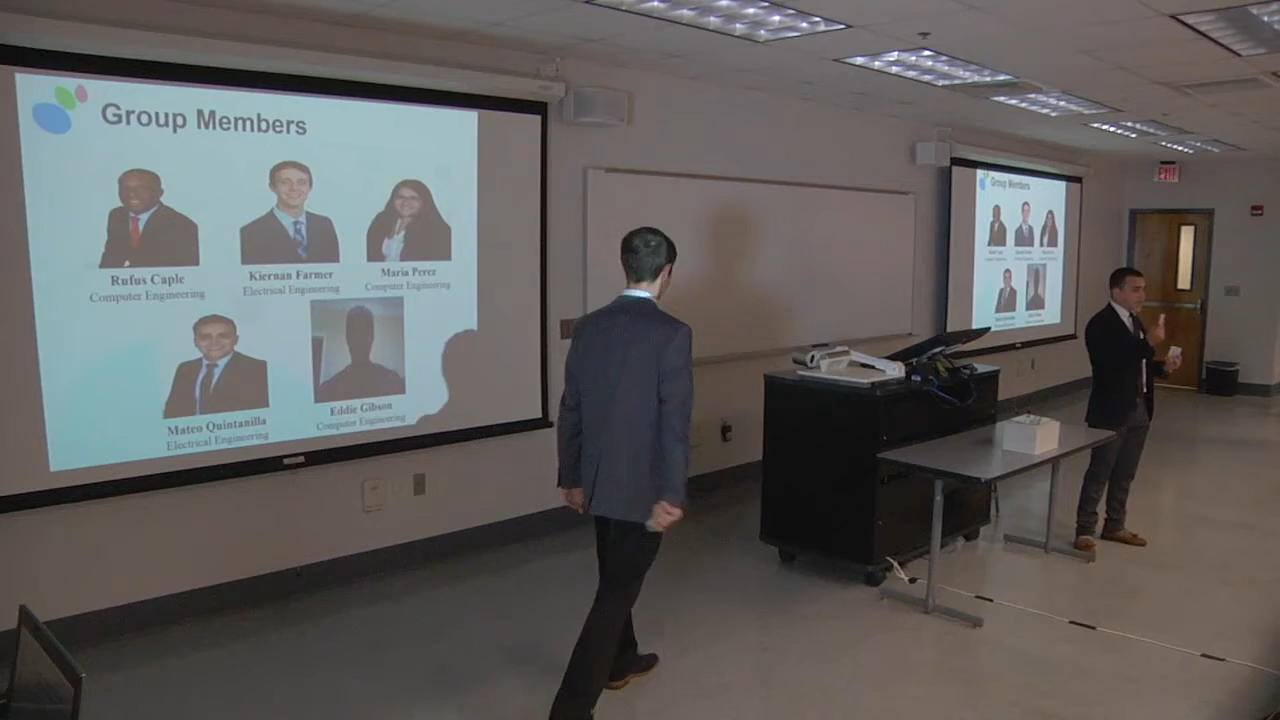 Group Members
Rufus Caple
Computer Engineering
Kiernan Farmer
Electrical Engineering
Maria Perez
Computer Engineering
Mateo Quintanilla
Electrical Engineering
Eddie Gibson
Computer Engineering
Group Members
EXIT